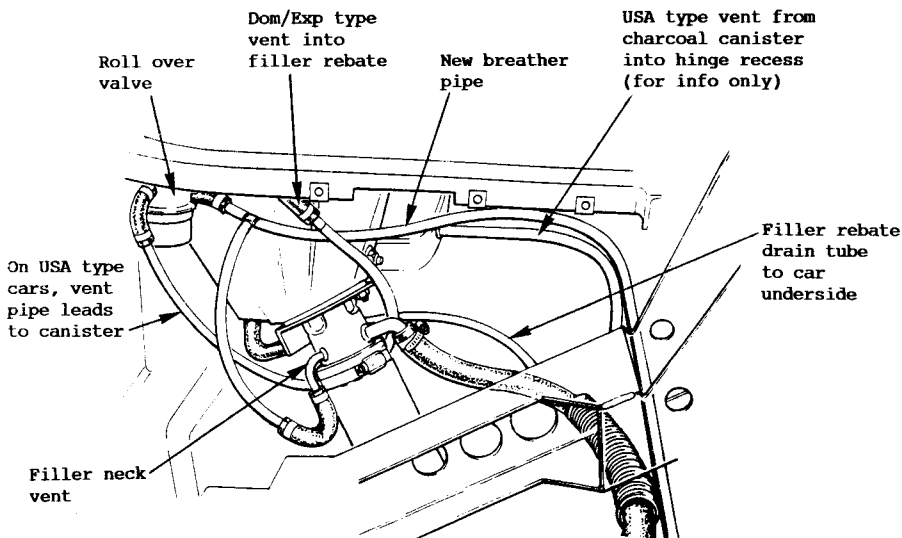 Roll over
valve
Dom/Exp type
vent into
filler rebate
New breather
pipe
USA type vent from
charcoal canister
into hinge recess
(for info only)
Filler rebate
drain tube
to car
underside
On USA type
cars, vent
pipe leads
to canister
Filler neck
vent